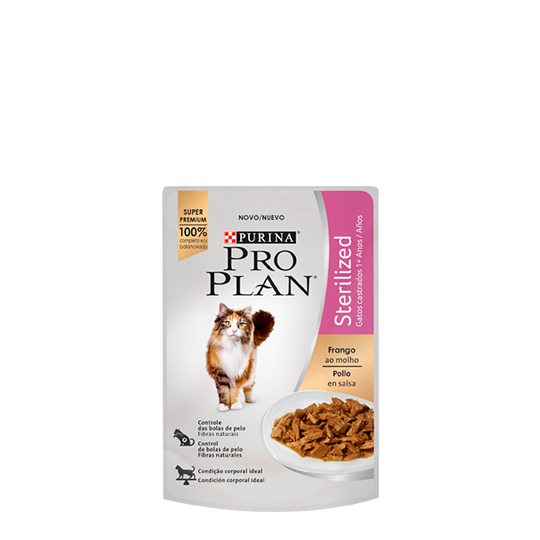 SUPER
PREMIUM
100%
completo e/y
balanceado
NOVO/NUEVO
PURINA
PRO
PLAN
Sterilized
Gatos castrados 1+ Anos / Años
Frango
ao molho
Pollo
en salsa
Controle
das bolas de pelo
Fibras naturais
Control
de bolas de pelo
Fibras naturales
Condição corporal ideal
Condición corporal ideal